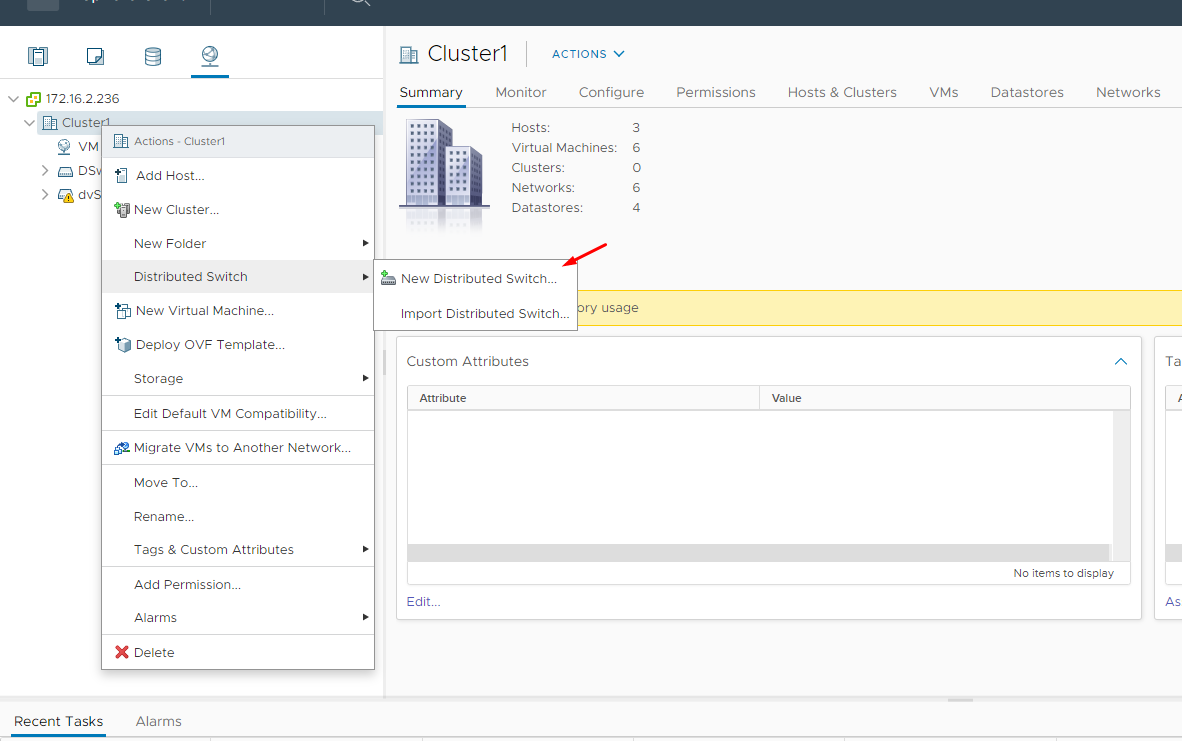 Cluster1
ACTIONS
Summary
Monitor
Configure
Permissions
Hosts & Clusters
VMs
Datastores
Networks
172.16.2.236
Cluster1
VM
DSw
dvS
Hosts: 3
Virtual Machines: 6
Clusters: 0
Networks: 6
Datastores: 4
Actions - Cluster1
Add Host...
New Cluster...
New Folder
Distributed Switch
New Virtual Machine...
Deploy OVF Template...
Storage
Edit Default VM Compatibility...
Migrate VMs to Another Network...
Move To...
Rename...
Tags & Custom Attributes
Add Permission...
Alarms
Delete
New Distributed Switch...
Import Distributed Switch...
ory usage
Custom Attributes
Attribute Value
No items to display
Edit...
Ta
A
As
Recent Tasks Alarms